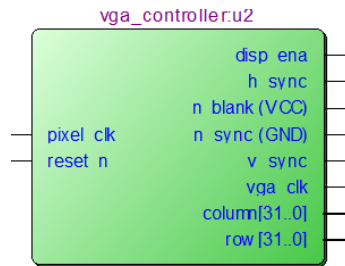 vga_controller:u2
disp ena
h sync
n blank (VCC)
pixel clk
n sync (GND)
reset n
v sync
vga clk
column[31..0]
row [31..0]